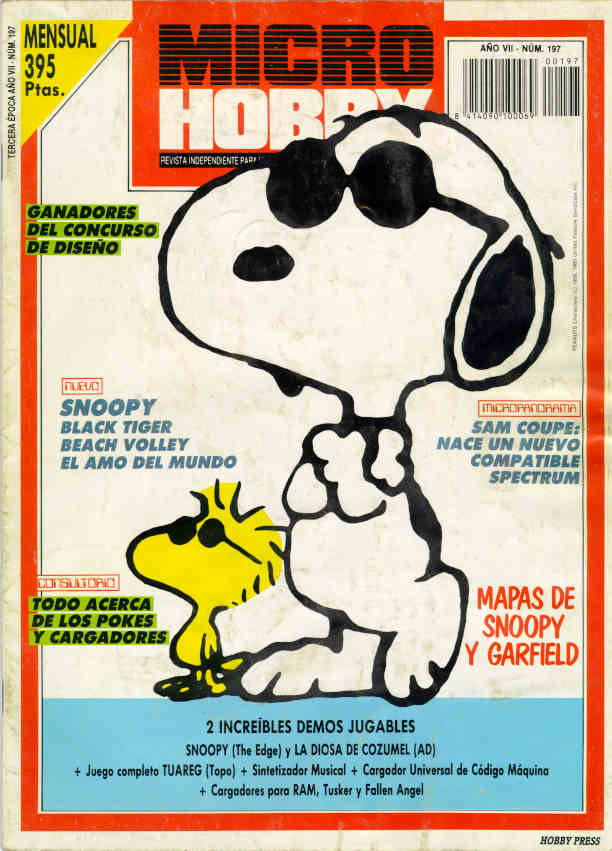 TERCERA ÉPOCA AÑO VII - NÚM. 197
MENSUAL
395
Ptas.
MICRO
HOBBY
REVISTA INDEPENDIENTE PARA
AÑO VII - NÚM. 197
00197
8 414090 100069
GANADORES
DEL CONCURSO
DE DISEÑO
NUEVO
SNOOPY
BLACK TIGER
BEACH VOLLEY
EL AMO DEL MUNDO
MICROPANORAMA
SAM COUPE:
NACE UN NUEVO
COMPATIBLE
SPECTRUM
CONSULTORIO
TODO ACERCA
DE LOS POKES
Y CARGADORES
MAPAS DE
SNOOPY
Y GARFIELD
2 INCREÍBLES DEMOS JUGABLES
SNOOPY (The Edge) y LA DIOSA DE COZUMEL (AD)
+ Juego completo TUAREG (Topo) + Sintetizador Musical + Cargador Universal de Código Máquina
+ Cargadores para RAM, Tusker y Fallen Angel
HOBBY PRESS